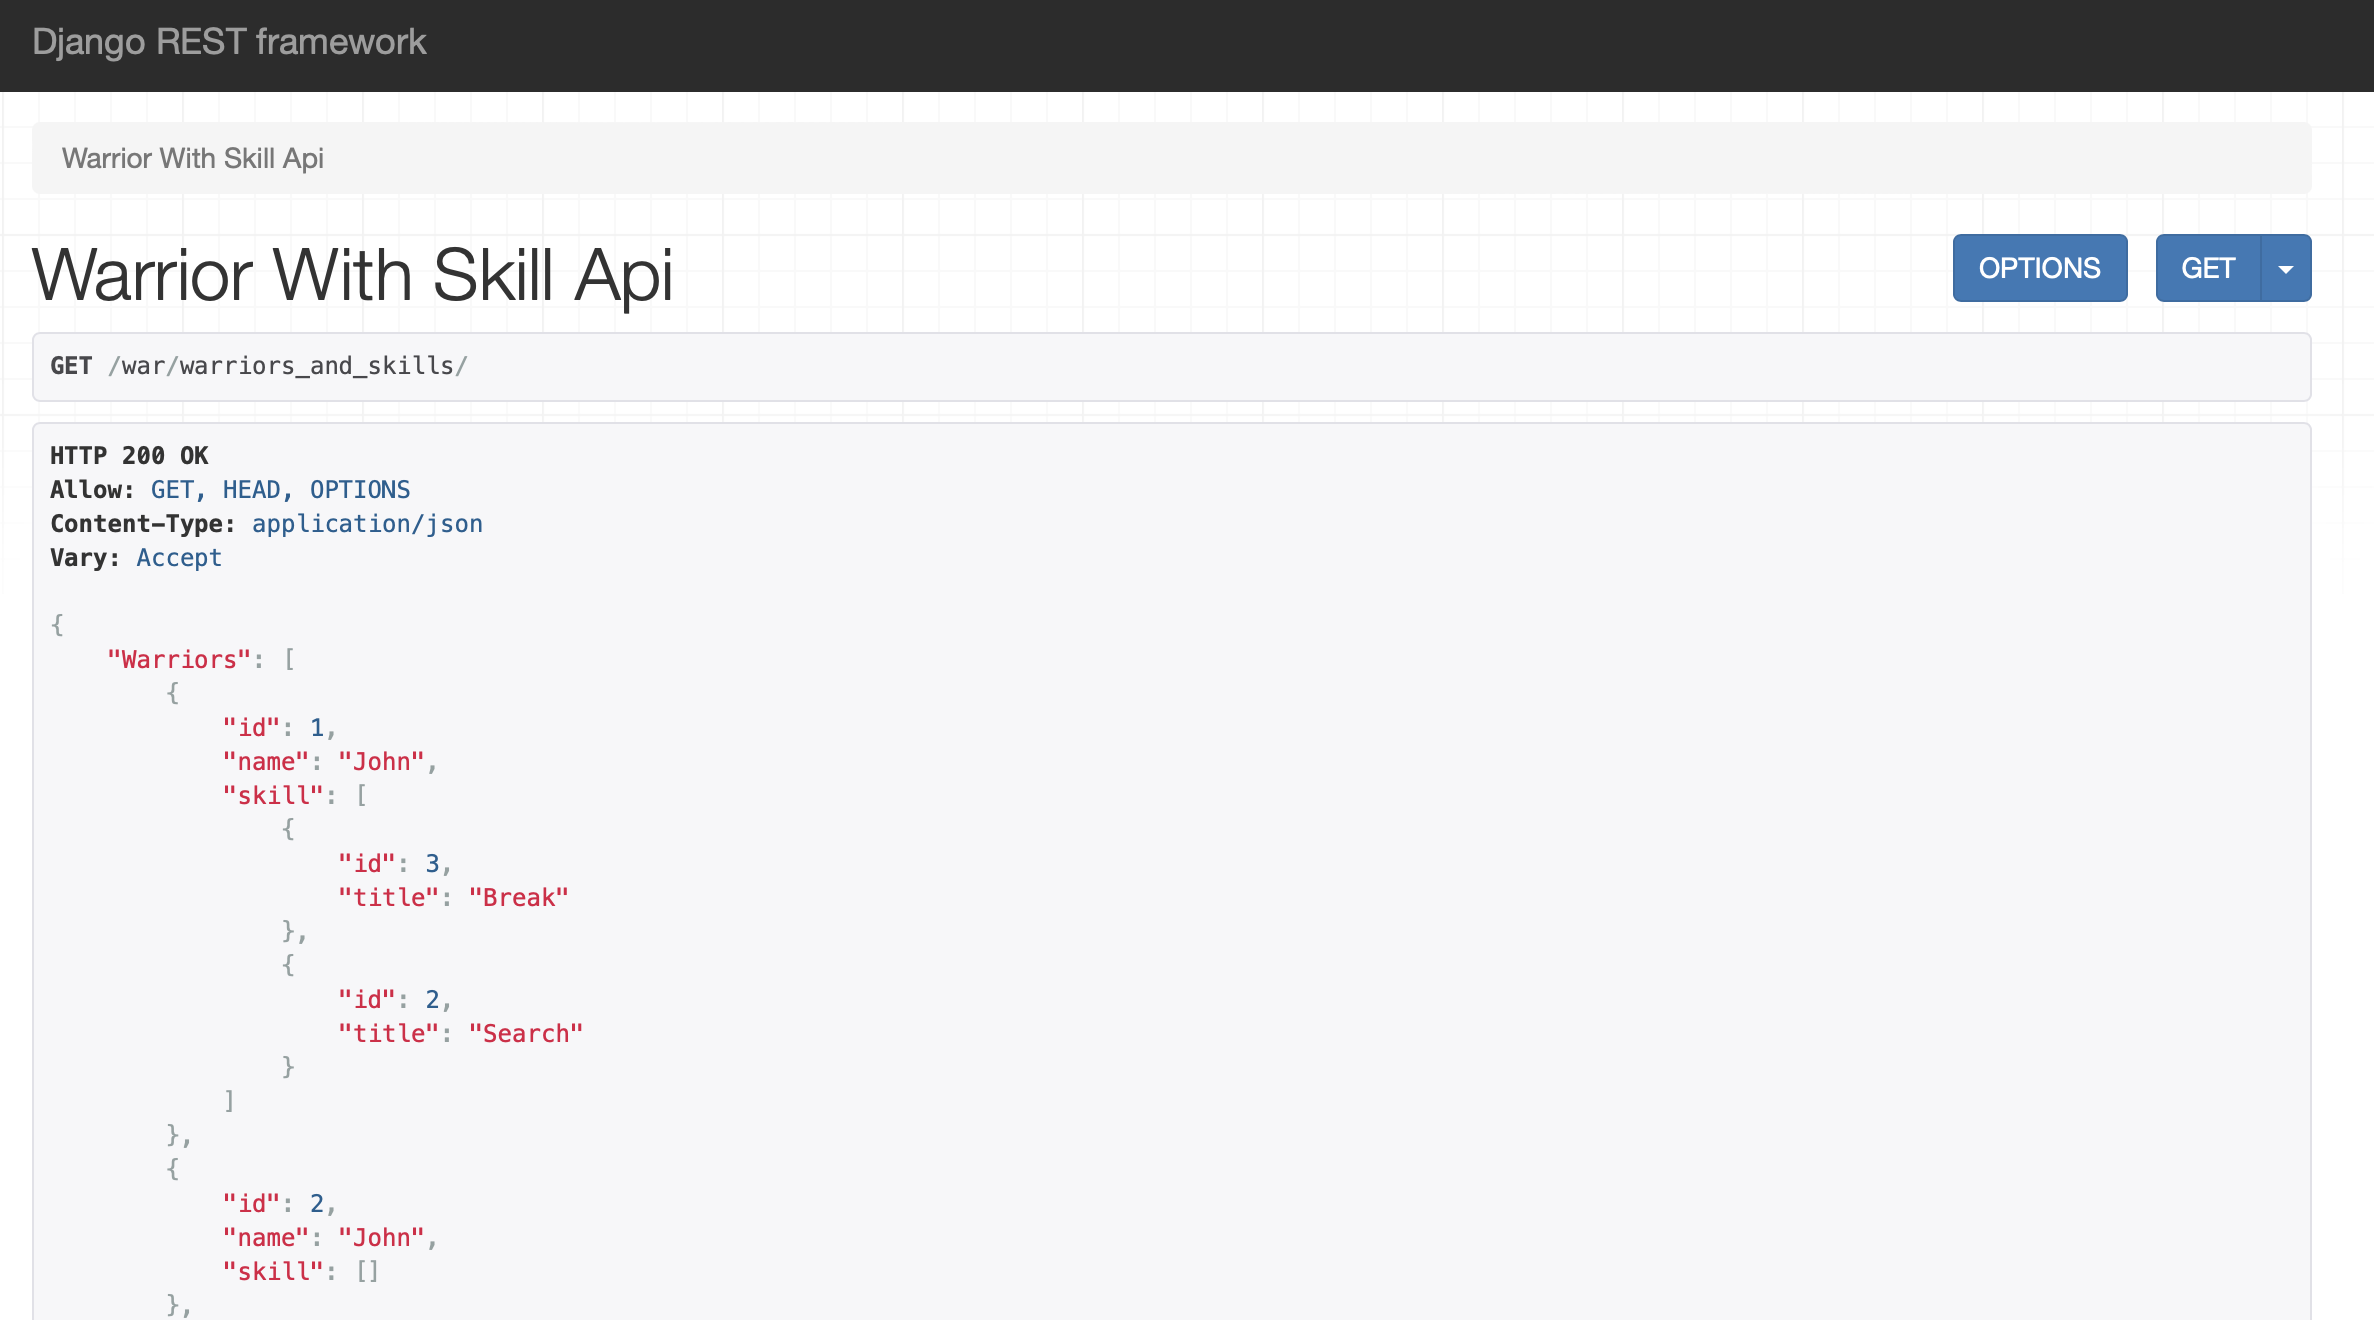 Django REST framework
Warrior With Skill Api
Warrior With Skill Api
OPTIONS GET
GET /war/warriors_and_skills/
HTTP 200 OK
Allow: GET, HEAD, OPTIONS
Content-Type: application/json
Vary: Accept
{
    "Warriors": [
        {
            "id": 1,
            "name": "John",
            "skill": [
                {
                    "id": 3,
                    "title": "Break"
                },
                {
                    "id": 2,
                    "title": "Search"
                }
            ]
        },
        {
            "id": 2,
            "name": "John",
            "skill": []
        },